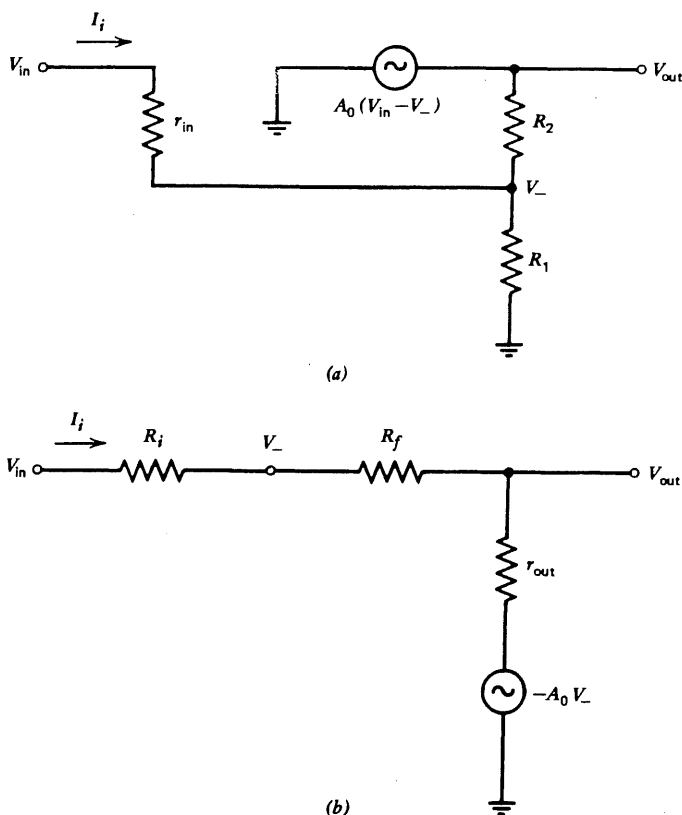 I_i
V_in
V_out
A_0 (V_in – V_–)
r_in
R_2
V_–
R_1
(a)
I_i
R_i
V_–
R_f
V_in
V_out
r_out
–A_0 V_–
(b)